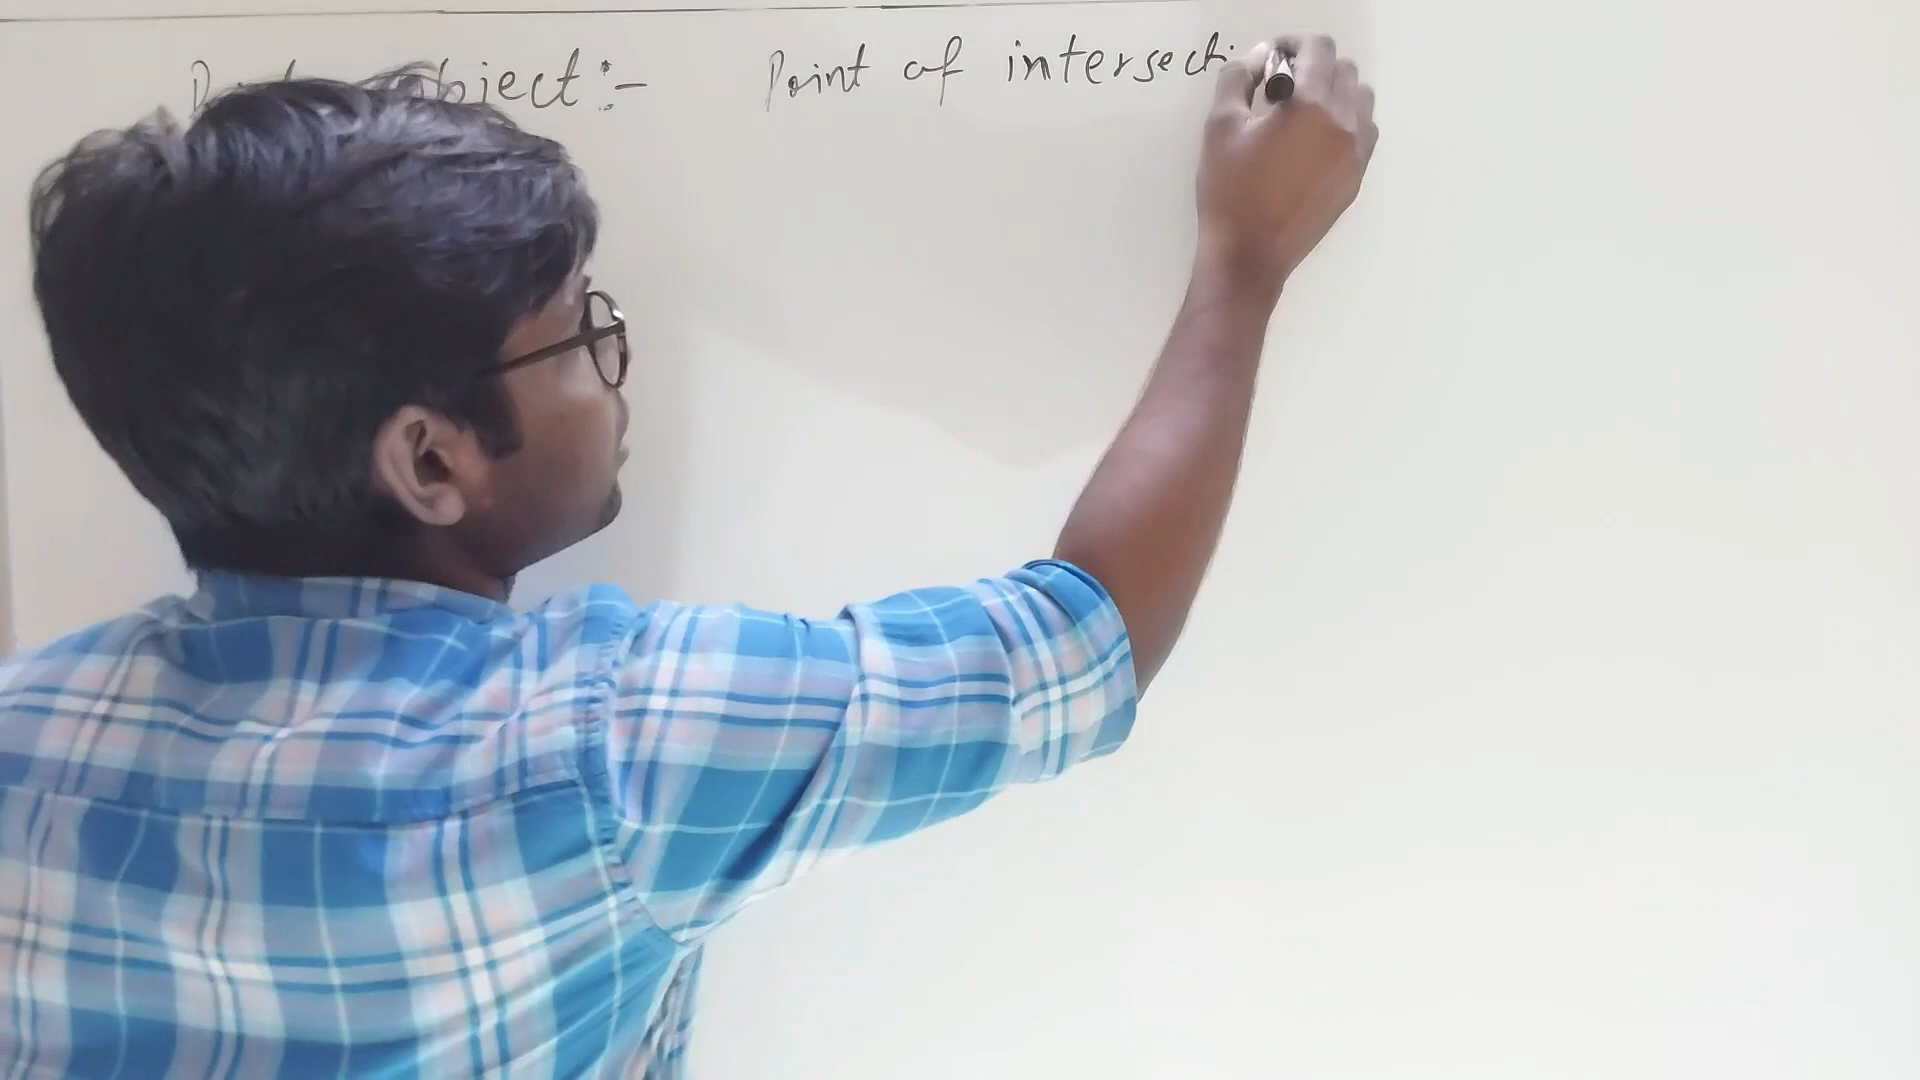 object:- Point of intersecti